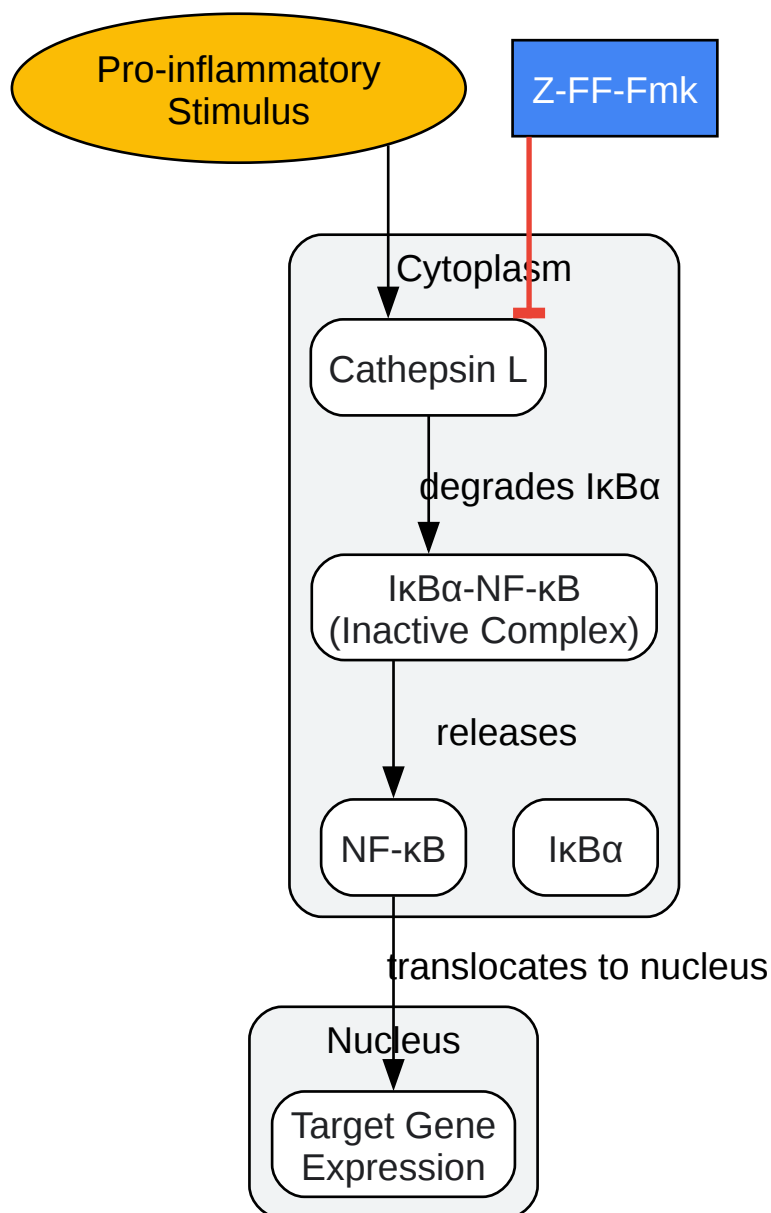 Pro-inflammatory
Stimulus
Z-FF-Fmk
Cytoplasm
Cathepsin L
degrades IκBα
IκBα-NF-κB
(Inactive Complex)
releases
NF-κB
IκBα
translocates to nucleus
Nucleus
Target Gene
Expression